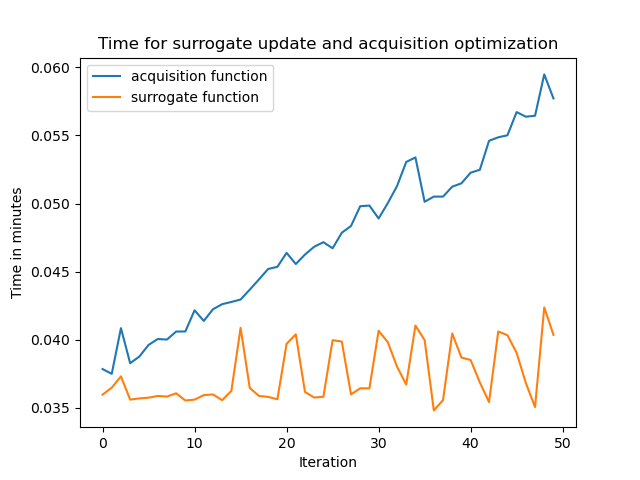 Time for surrogate update and acquisition optimization
acquisition function
surrogate function
Time in minutes
0.060
0.055
0.050
0.045
0.040
0.035
0 10 20 30 40 50
Iteration